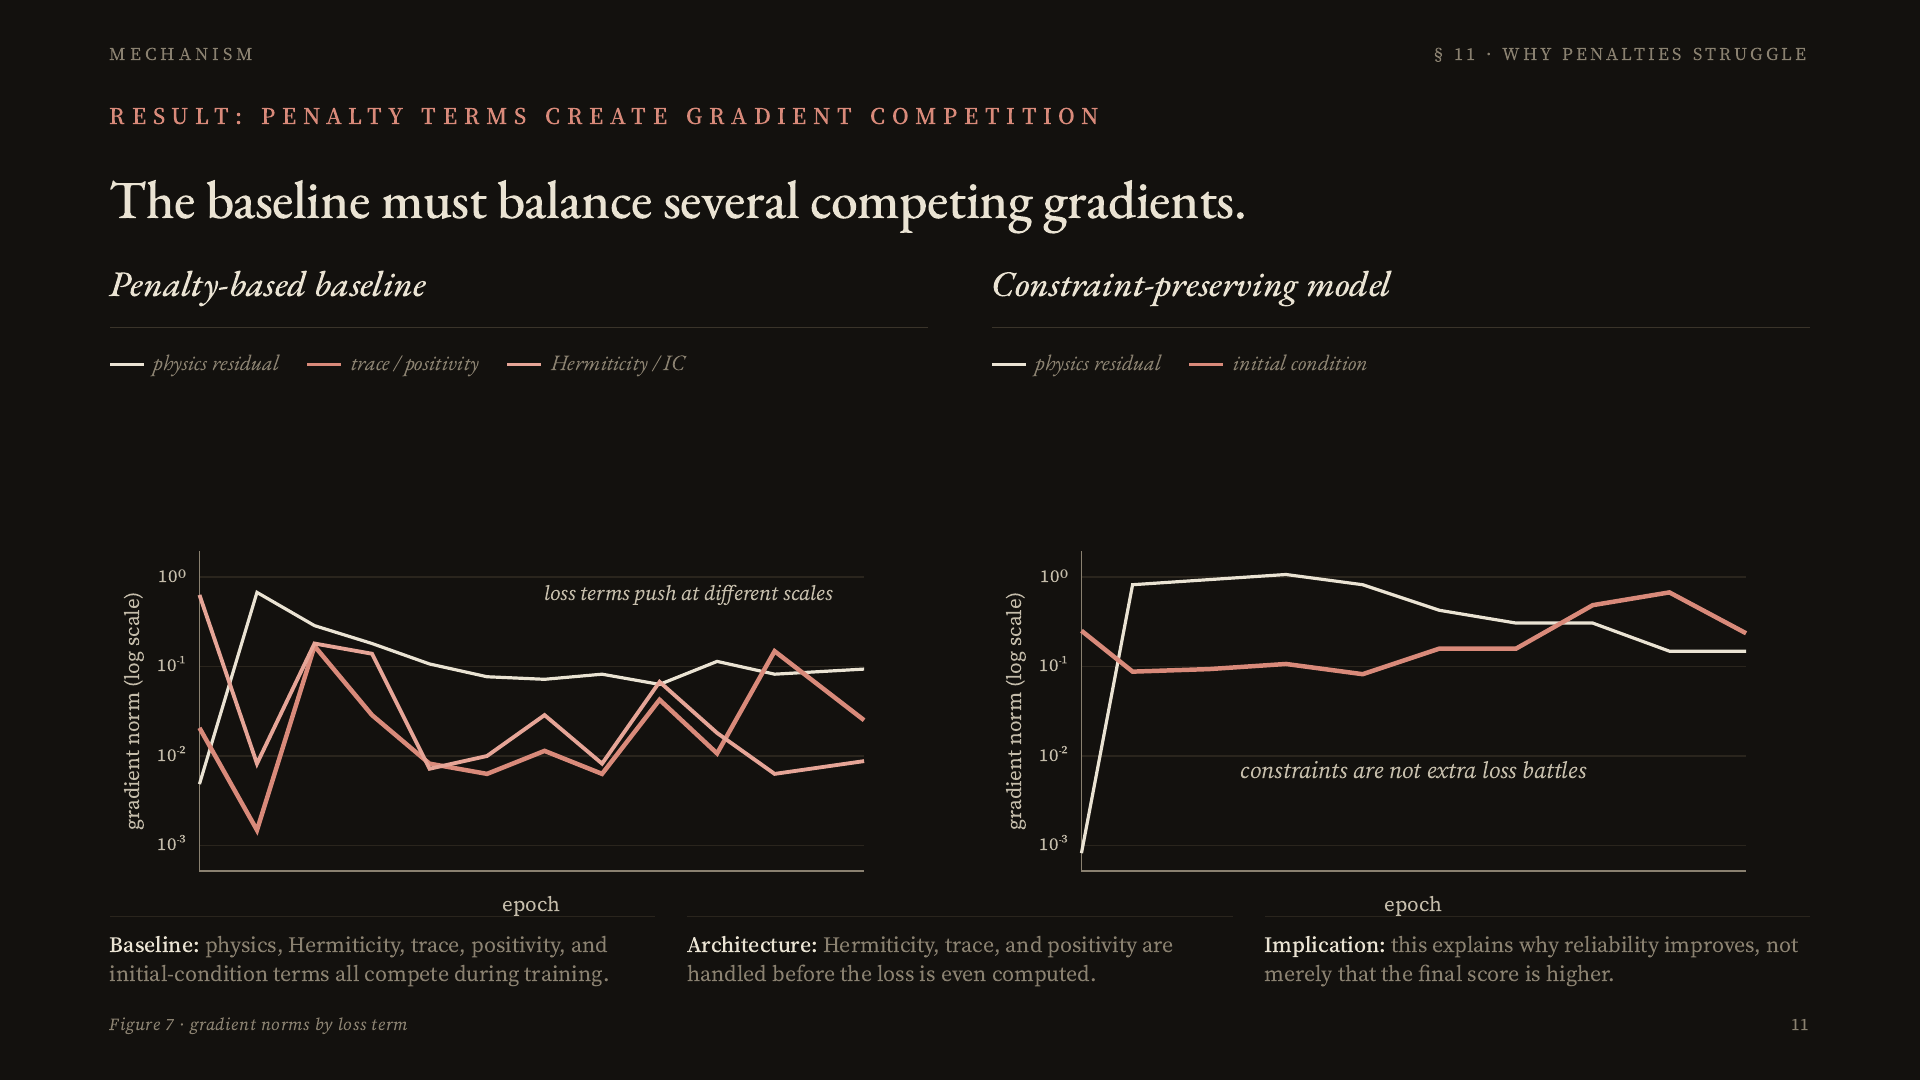 MECHANISM
§ 11 · WHY PENALTIES STRUGGLE
RESULT: PENALTY TERMS CREATE GRADIENT COMPETITION
The baseline must balance several competing gradients.
Penalty-based baseline
physics residual
trace / positivity
Hermiticity / IC
gradient norm (log scale)
10⁰
10⁻¹
10⁻²
10⁻³
loss terms push at different scales
epoch
Constraint-preserving model
physics residual
initial condition
gradient norm (log scale)
10⁰
10⁻¹
10⁻²
10⁻³
constraints are not extra loss battles
epoch
Baseline: physics, Hermiticity, trace, positivity, and
initial-condition terms all compete during training.
Architecture: Hermiticity, trace, and positivity are
handled before the loss is even computed.
Implication: this explains why reliability improves, not
merely that the final score is higher.
Figure 7 · gradient norms by loss term
11